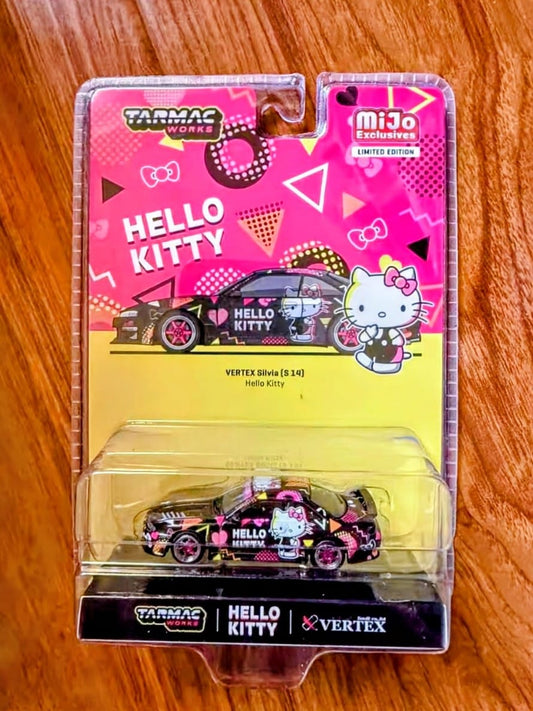 TARMAC
WORKS
MiJo
Exclusives
LIMITED EDITION
HELLO
KITTY
HELLO
KITTY
VERTEX Silvia (S14)
Hello Kitty
HELLO
KITTY
TARMAC
WORKS
HELLO
KITTY
VERTEX